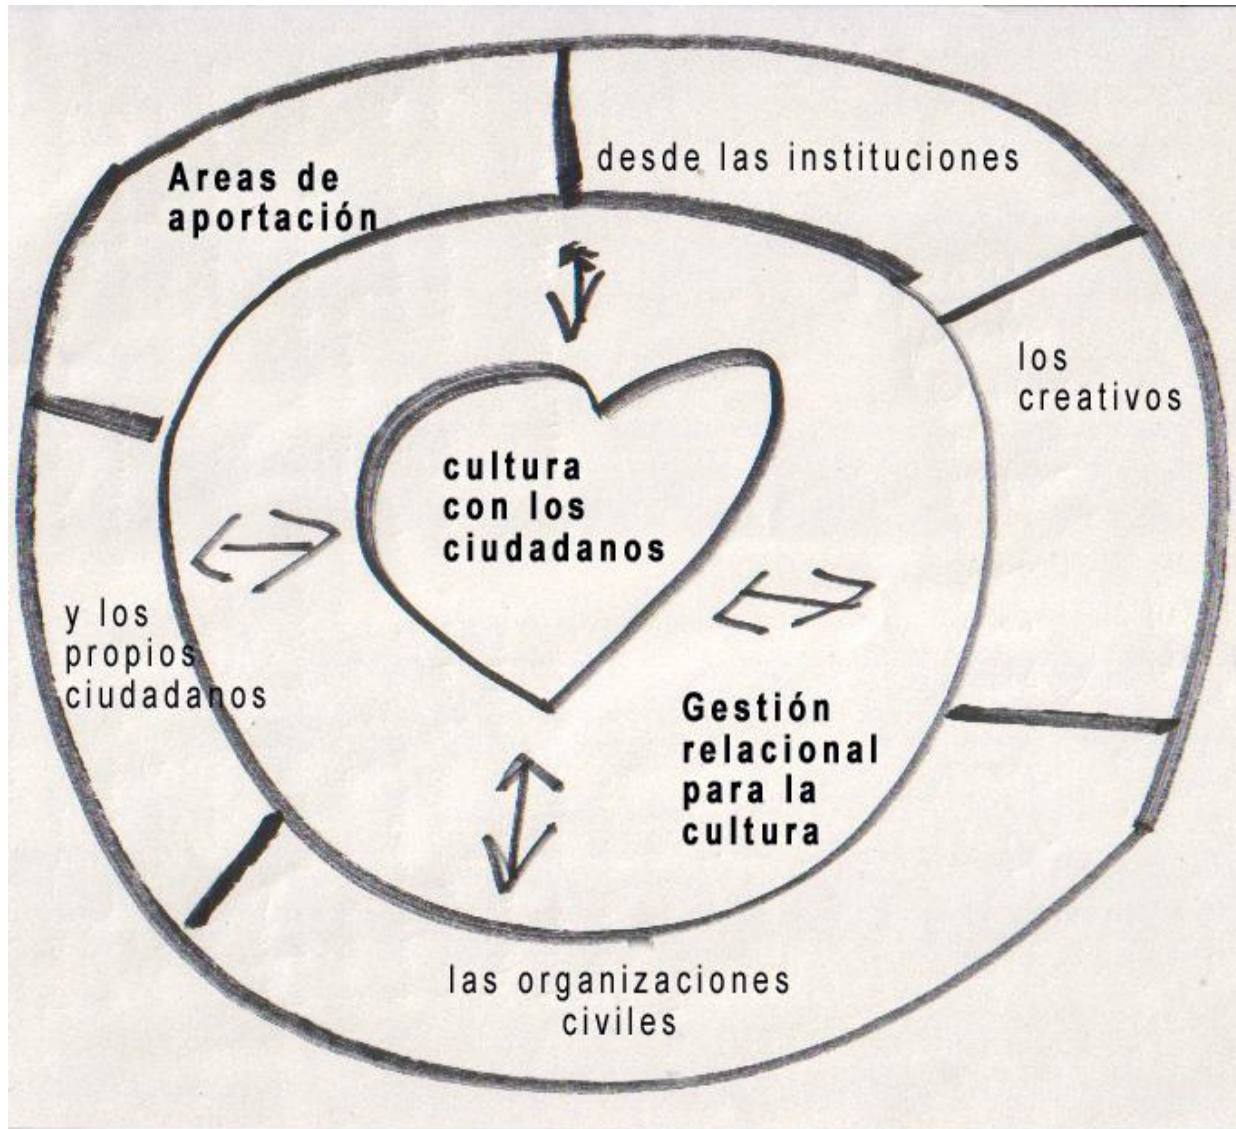 Areas de
aportación
desde las instituciones
los
creativos
cultura
con los
ciudadanos
y los
propios
ciudadanos
Gestión
relacional
para la
cultura
las organizaciones
civiles